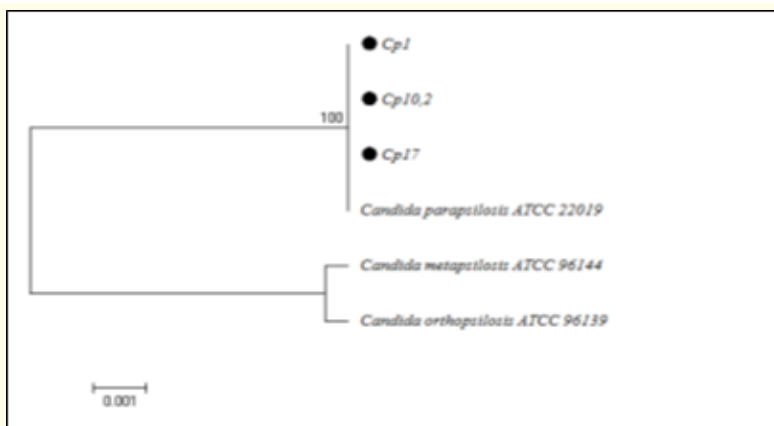 Cp1
Cp10,2
100
Cp17
Candida parapsilosis ATCC 22019
Candida metapsilosis ATCC 96144
Candida orthopsilosis ATCC 96139
0.001